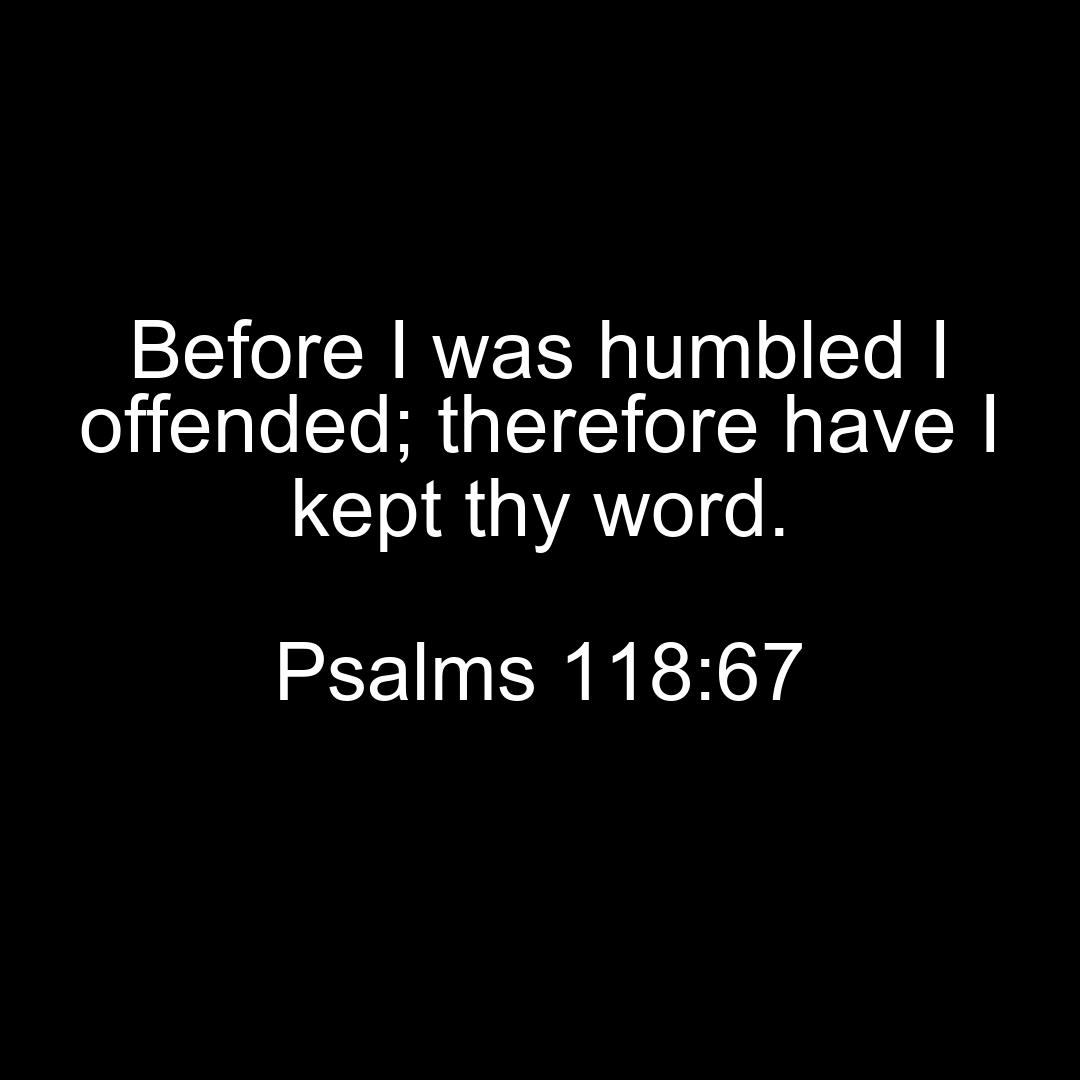 Before I was humbled I
offended; therefore have I
kept thy word.
Psalms 118:67